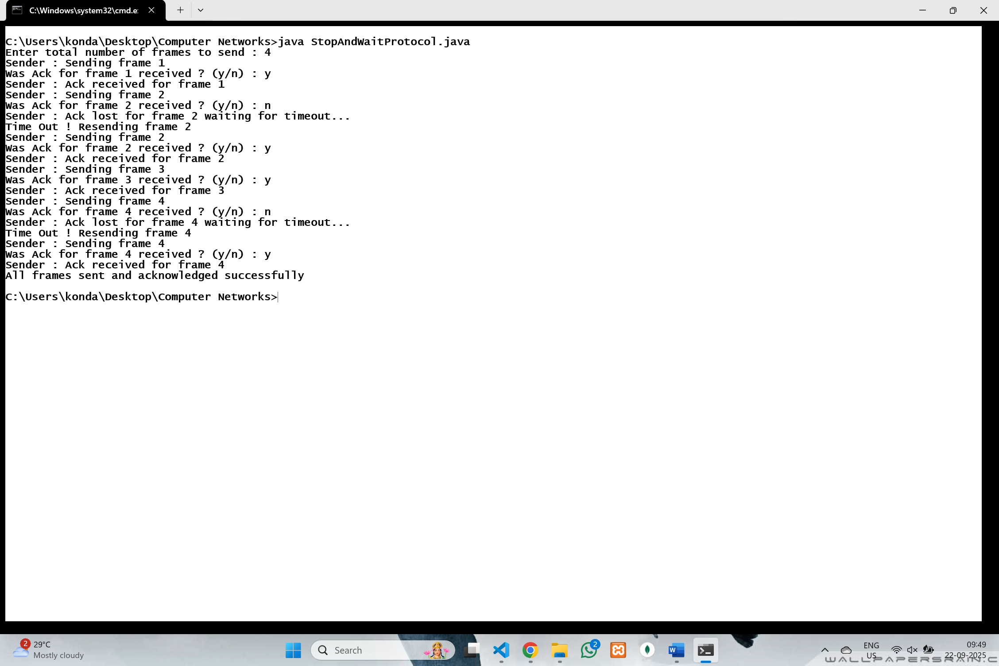 C:\Windows\system32\cmd.e
C:\Users\konda\Desktop\Computer Networks>java StopAndWaitProtocol.java
Enter total number of frames to send : 4
Sender : Sending frame 1
Was Ack for frame 1 received ? (y/n) : y
Sender : Ack received for frame 1
Sender : Sending frame 2
Was Ack for frame 2 received ? (y/n) : n
Sender : Ack lost for frame 2 waiting for timeout...
Time Out ! Resending frame 2
Sender : Sending frame 2
Was Ack for frame 2 received ? (y/n) : y
Sender : Ack received for frame 2
Sender : Sending frame 3
Was Ack for frame 3 received ? (y/n) : y
Sender : Ack received for frame 3
Sender : Sending frame 4
Was Ack for frame 4 received ? (y/n) : n
Sender : Ack lost for frame 4 waiting for timeout...
Time Out ! Resending frame 4
Sender : Sending frame 4
Was Ack for frame 4 received ? (y/n) : y
Sender : Ack received for frame 4
All frames sent and acknowledged successfully
C:\Users\konda\Desktop\Computer Networks>
2
29°C
Mostly cloudy
Search
2
W
ENG
US
09:49
22-09-2025
WALLPAPERSRAIN.C